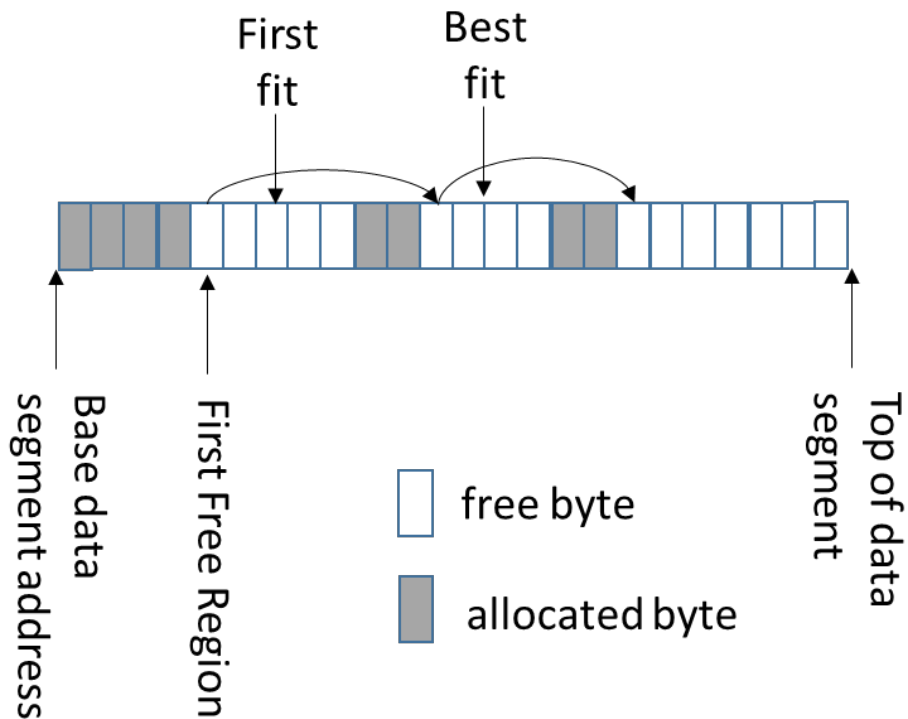 First
fit
Best
fit
Base data
segment address
First Free Region
free byte
allocated byte
Top of data
segment